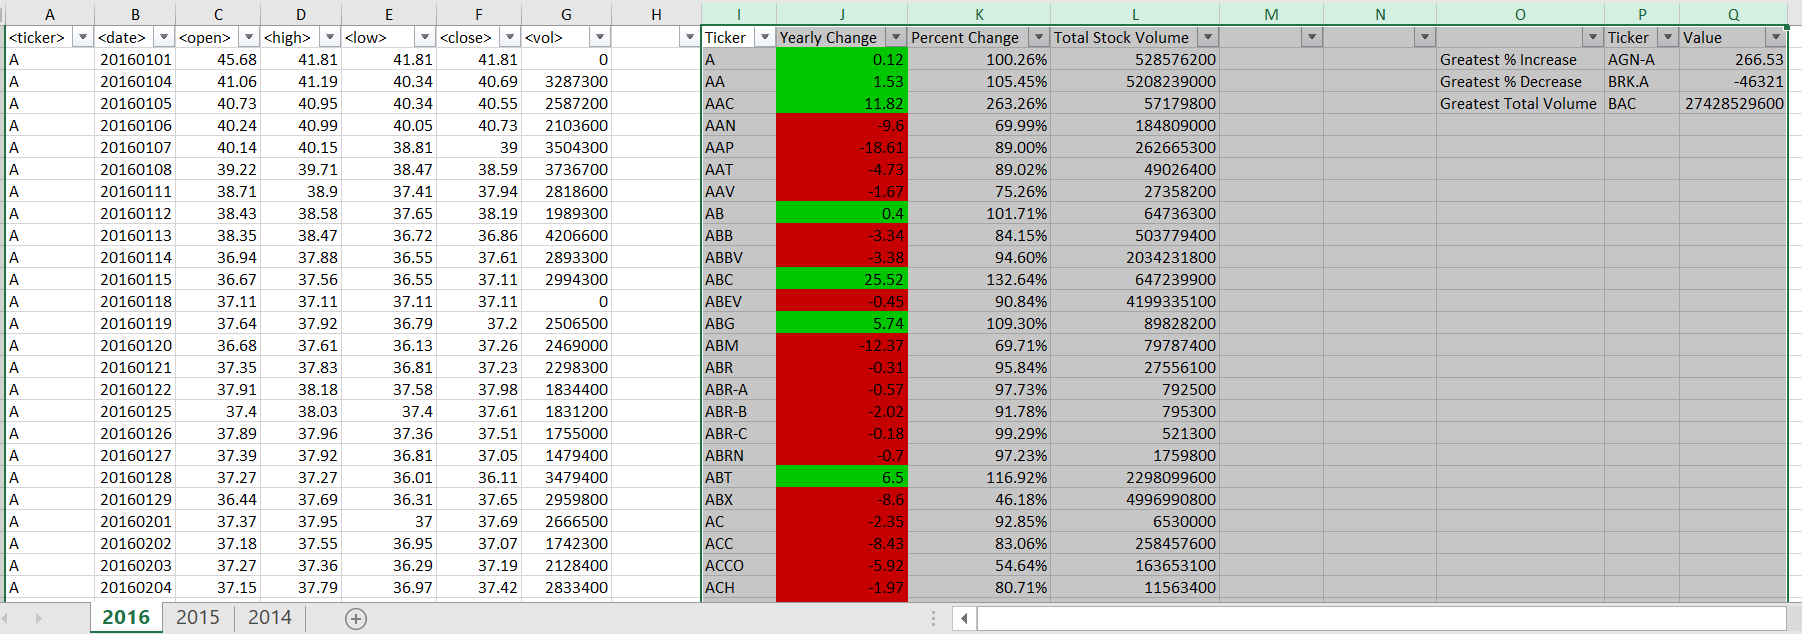 A B C D E F G H I J K L M N O P Q
<ticker> <date> <open> <high> <low> <close> <vol> Ticker Yearly Change Percent Change Total Stock Volume Ticker Value
A 20160101 45.68 41.81 41.81 41.81 0 A 0.12 100.26% 528576200 Greatest % Increase AGN-A 266.53
A 20160104 41.06 41.19 40.34 40.69 3287300 AA 1.53 105.45% 5208239000 Greatest % Decrease BRK.A -46321
A 20160105 40.73 40.95 40.34 40.55 2587200 AAC 11.82 263.26% 57179800 Greatest Total Volume BAC 27428529600
A 20160106 40.24 40.99 40.05 40.73 2103600 AAN -9.6 69.99% 184809000
A 20160107 40.14 40.15 38.81 39 3504300 AAP -18.61 89.00% 262665300
A 20160108 39.22 39.71 38.47 38.59 3736700 AAT -4.73 89.02% 49026400
A 20160111 38.71 38.9 37.41 37.94 2818600 AAV -1.67 75.26% 27358200
A 20160112 38.43 38.58 37.65 38.19 1989300 AB 0.4 101.71% 64736300
A 20160113 38.35 38.47 36.72 36.86 4206600 ABB -3.34 84.15% 503779400
A 20160114 36.94 37.88 36.55 37.61 2893300 ABBV -3.38 94.60% 2034231800
A 20160115 36.67 37.56 36.55 37.11 2994300 ABC 25.52 132.64% 647239900
A 20160118 37.11 37.11 37.11 37.11 0 ABEV -0.45 90.84% 4199335100
A 20160119 37.64 37.92 36.79 37.2 2506500 ABG 5.74 109.30% 89828200
A 20160120 36.68 37.61 36.13 37.26 2469000 ABM -12.37 69.71% 79787400
A 20160121 37.35 37.83 36.81 37.23 2298300 ABR -0.31 95.84% 27556100
A 20160122 37.91 38.18 37.58 37.98 1834400 ABR-A -0.57 97.73% 792500
A 20160125 37.4 38.03 37.4 37.61 1831200 ABR-B -2.02 91.78% 795300
A 20160126 37.89 37.96 37.36 37.51 1755000 ABR-C -0.18 99.29% 521300
A 20160127 37.39 37.92 36.81 37.05 1479400 ABRN -0.7 97.23% 1759800
A 20160128 37.27 37.27 36.01 36.11 3479400 ABT 6.5 116.92% 2298099600
A 20160129 36.44 37.69 36.31 37.65 2959800 ABX -8.6 46.18% 4996990800
A 20160201 37.37 37.95 37 37.69 2666500 AC -2.35 92.85% 6530000
A 20160202 37.18 37.55 36.95 37.07 1742300 ACC -8.43 83.06% 258457600
A 20160203 37.27 37.36 36.29 37.19 2128400 ACCO -5.92 54.64% 163653100
A 20160204 37.15 37.79 36.97 37.42 2833400 ACH -1.97 80.71% 11563400
2016 2015 2014